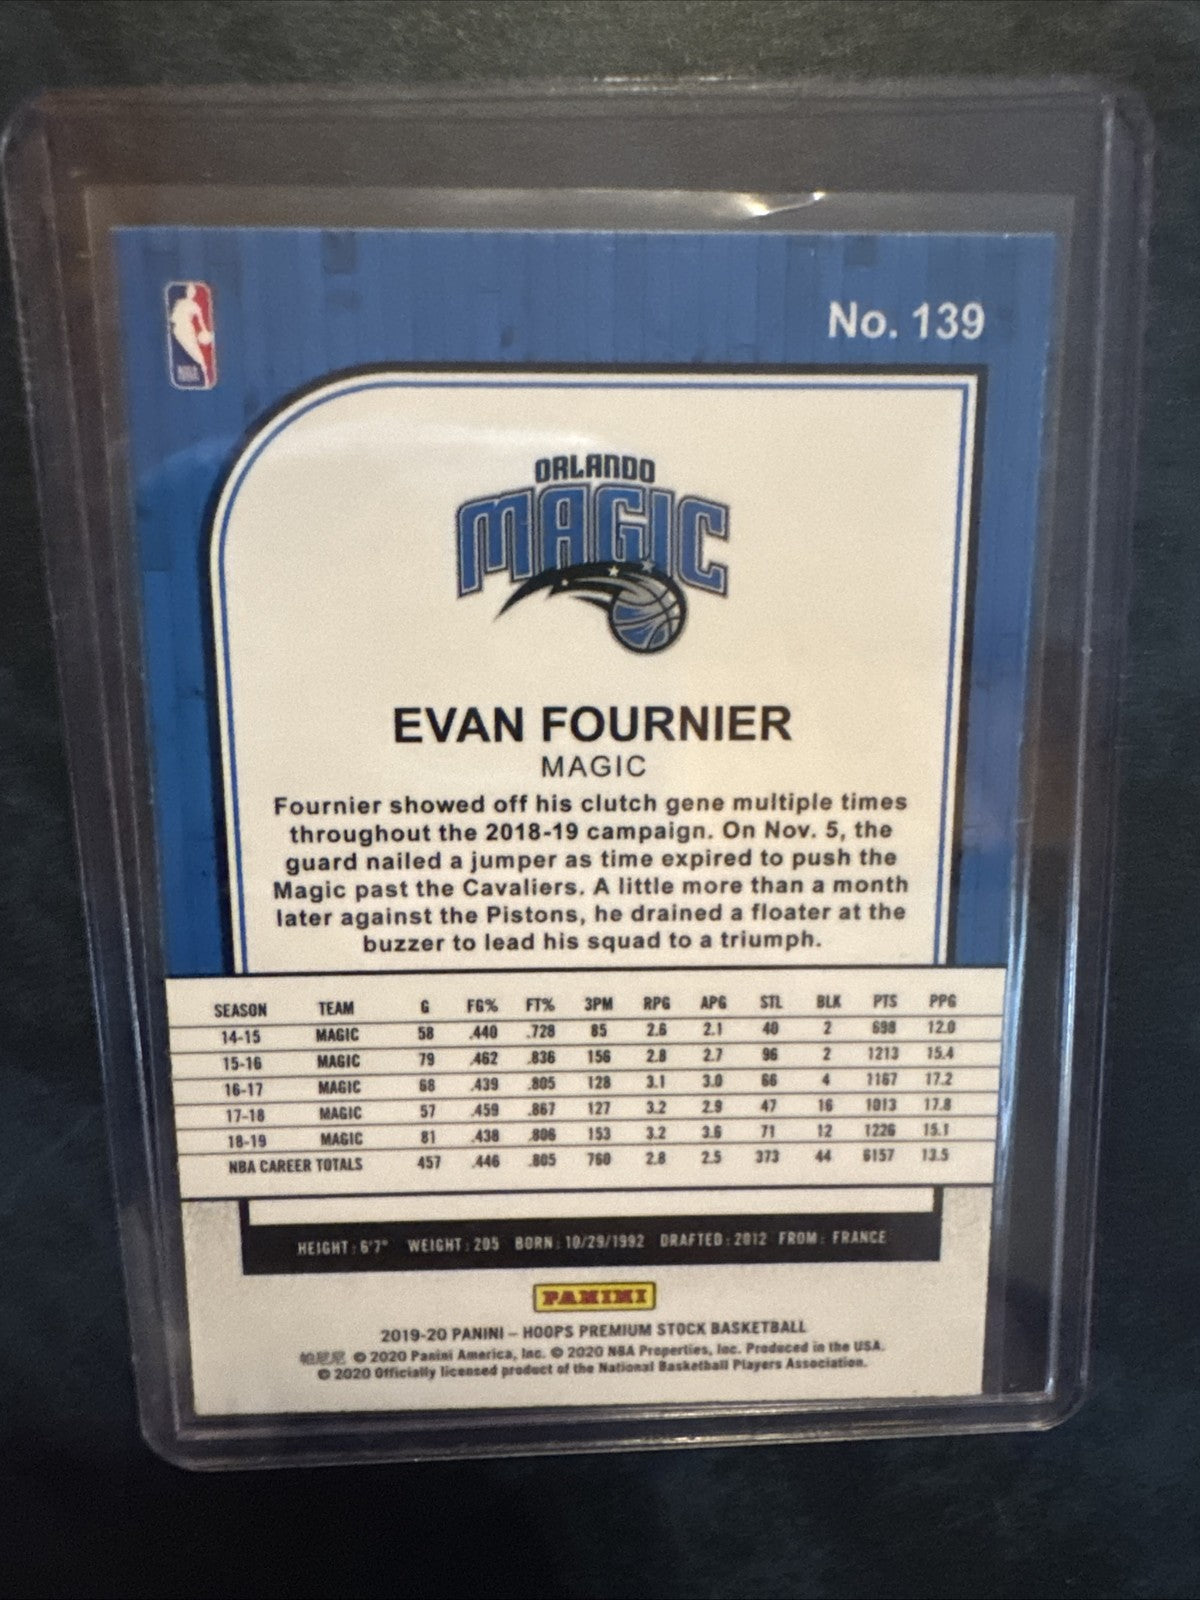 No. 139
NBA
ORLANDO
MAGIC
EVAN FOURNIER
MAGIC
Fournier showed off his clutch gene multiple times
throughout the 2018-19 campaign. On Nov. 5, the
guard nailed a jumper as time expired to push the
Magic past the Cavaliers. A little more than a month
later against the Pistons, he drained a floater at the
buzzer to lead his squad to a triumph.
SEASON TEAM G FG% FT% 3PM RPG APG STL BLK PTS PPG
14-15 MAGIC 58 .440 .728 85 2.6 2.1 40 2 698 12.0
15-16 MAGIC 79 .462 .836 156 2.8 2.7 96 2 1213 15.4
16-17 MAGIC 68 .439 .805 128 3.1 3.0 66 4 1167 17.2
17-18 MAGIC 57 .459 .867 127 3.2 2.9 47 16 1013 17.8
18-19 MAGIC 81 .438 .806 153 3.2 3.6 71 12 1226 15.1
NBA CAREER TOTALS 457 .446 .805 760 2.8 2.5 373 44 6157 13.5
HEIGHT: 6'7" WEIGHT: 205 BORN: 10/29/1992 DRAFTED: 2012 FROM: FRANCE
PANINI
2019-20 PANINI – HOOPS PREMIUM STOCK BASKETBALL
帕尼尼 © 2020 Panini America, Inc. © 2020 NBA Properties, Inc. Produced in the USA.
© 2020 Officially licensed product of the National Basketball Players Association.